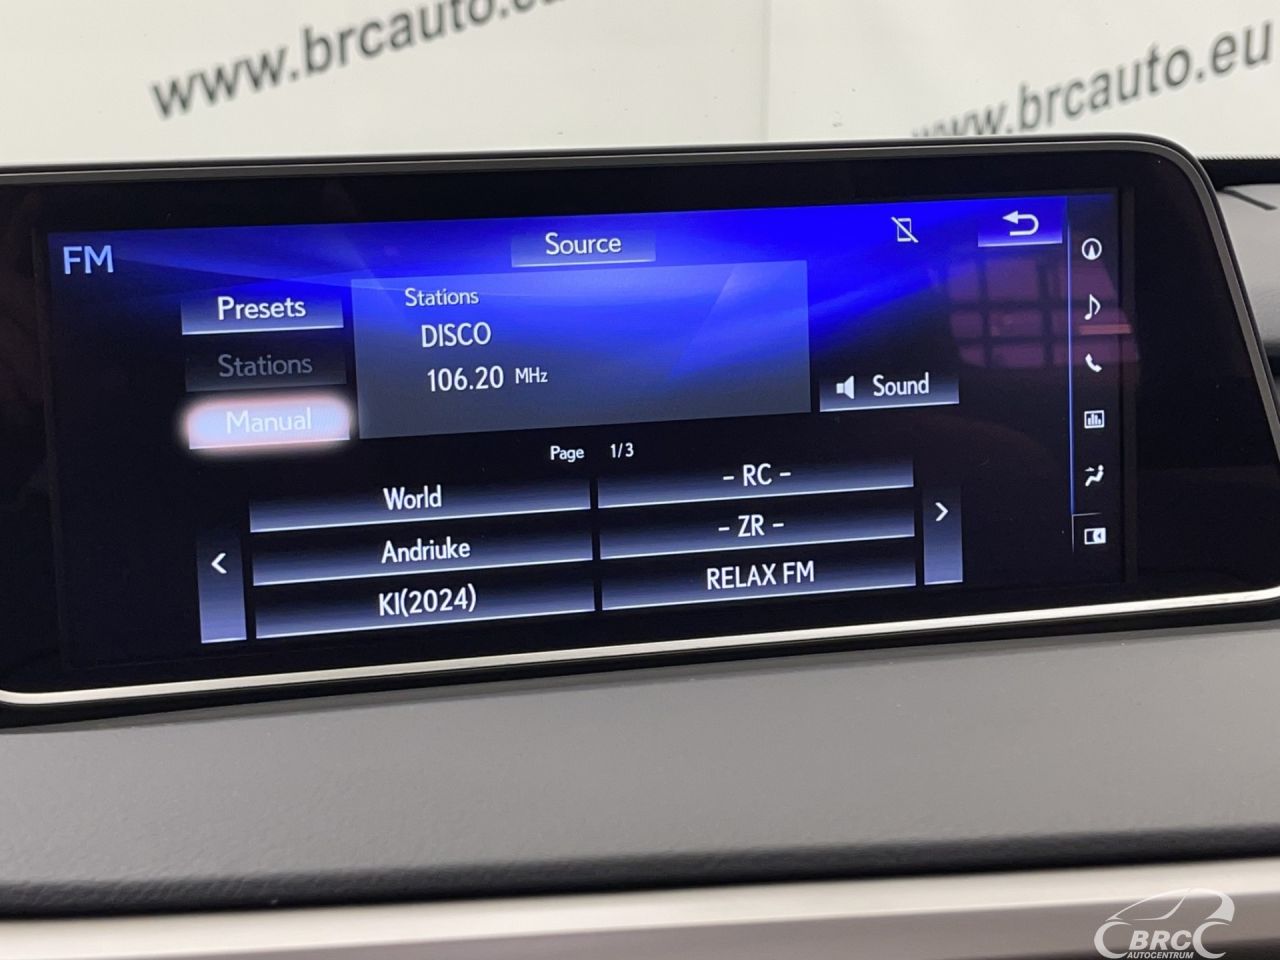 www.brcauto.eu
www.brcauto.eu
FM
Source
Presets
Stations
Stations
DISCO
Manual
106.20 MHz
Sound
Page 1/3
World
- RC -
Andriuke
- ZR -
KI(2024)
RELAX FM
BRC
AUTOCENTRUM